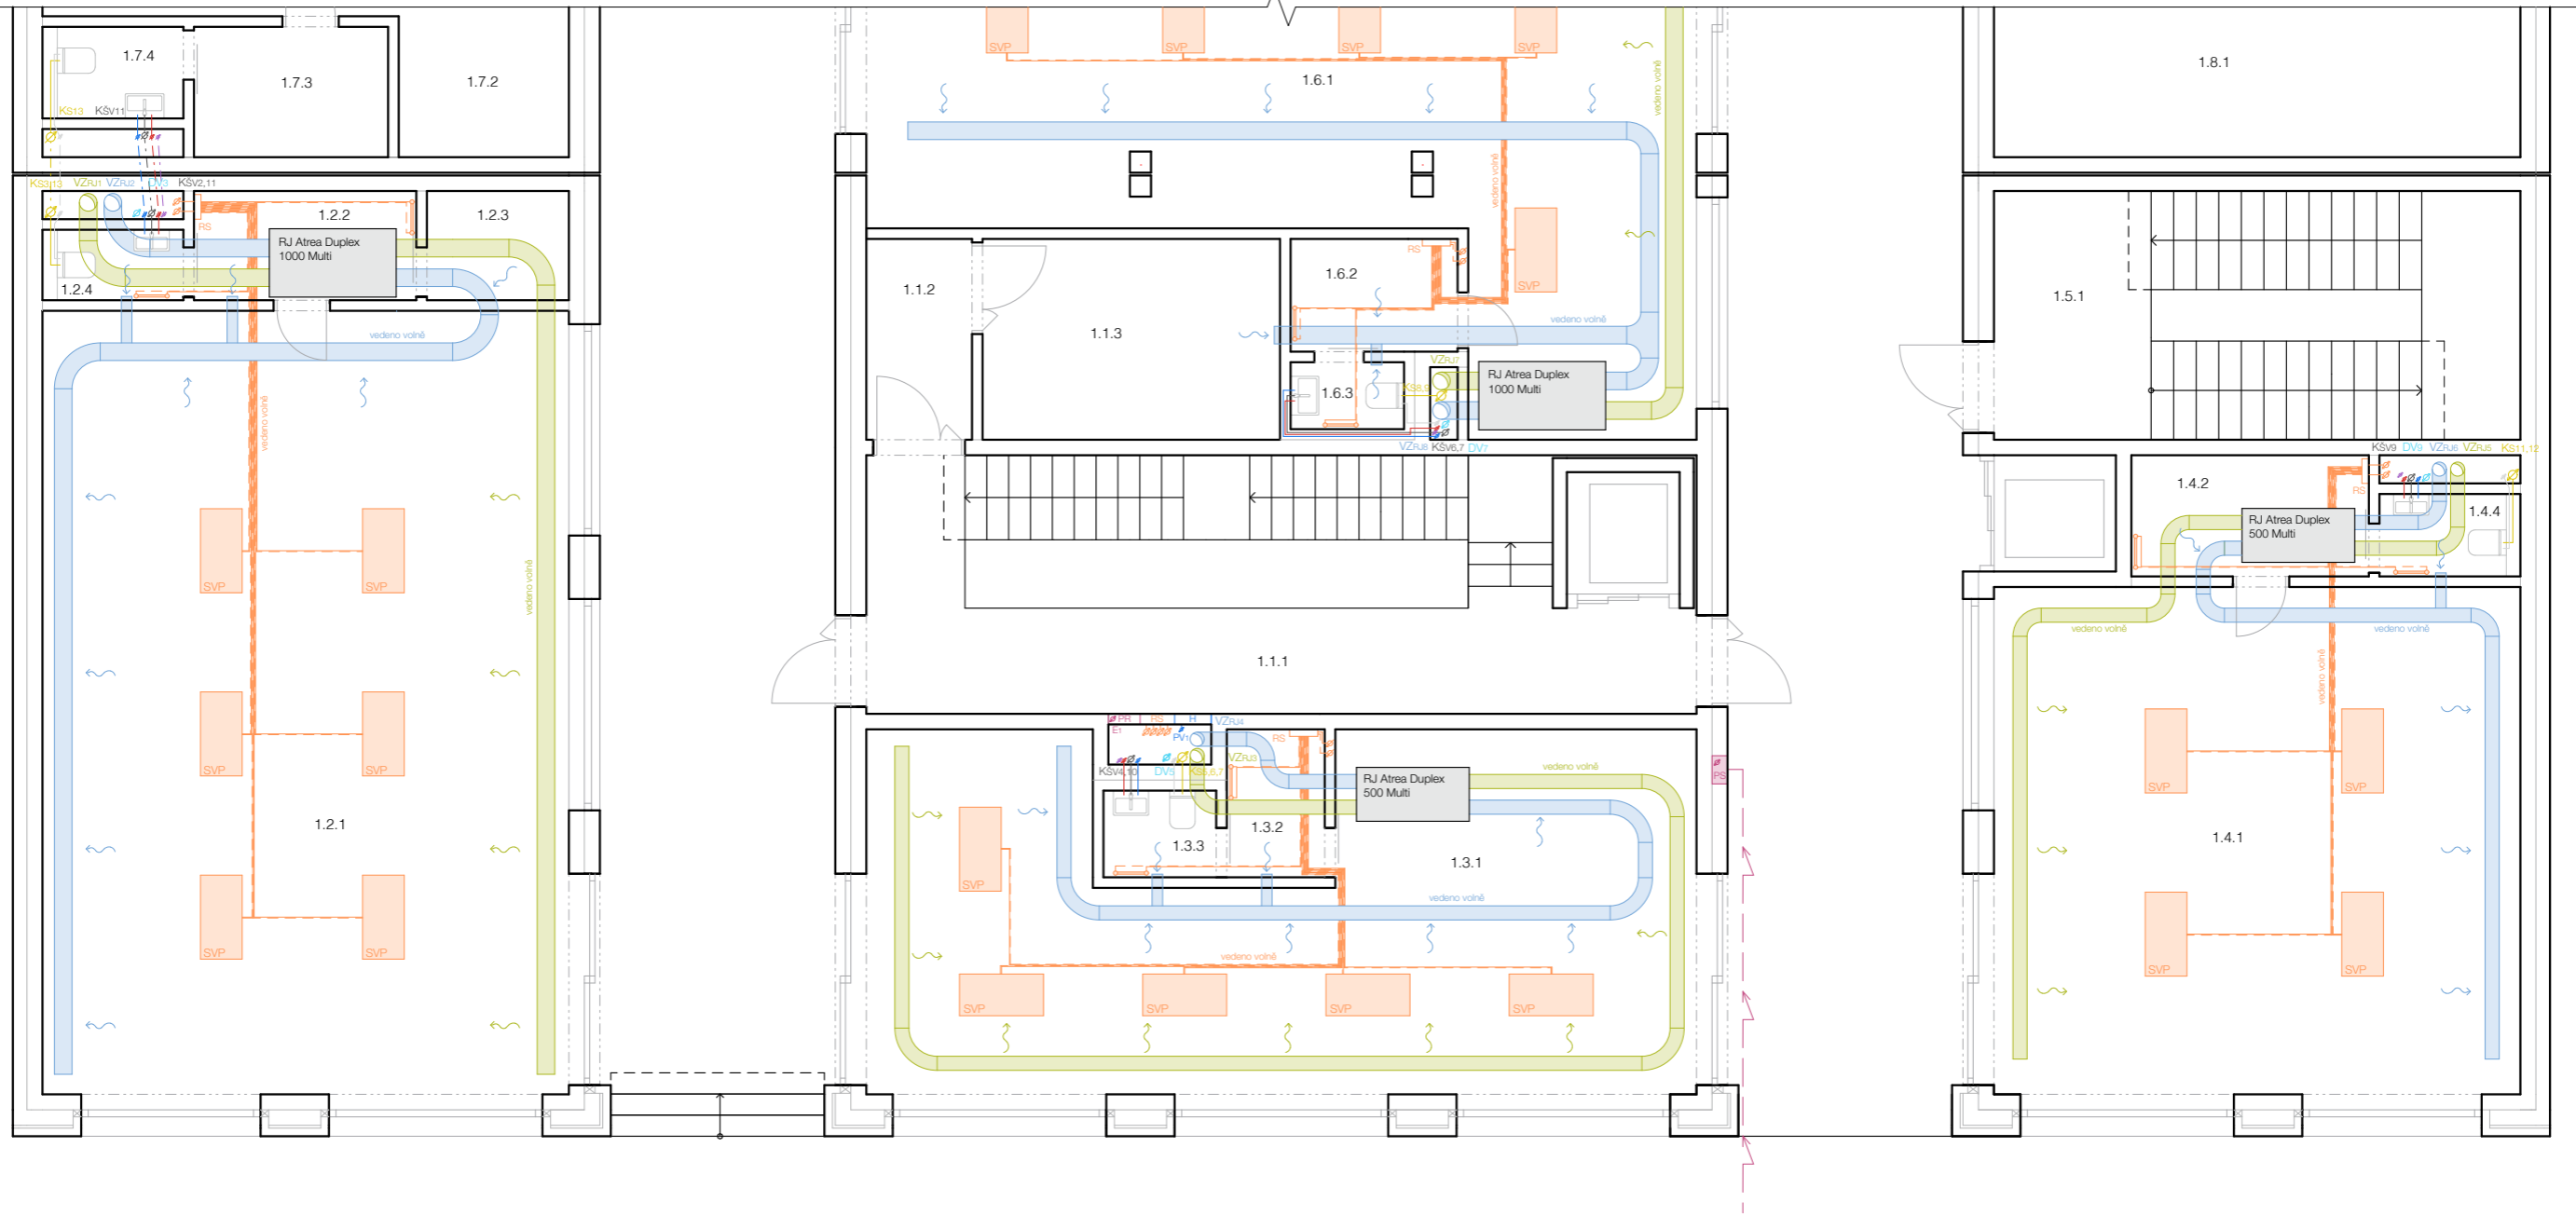 SVP
SVP
SVP
SVP
1.7.4
1.7.3
1.7.2
1.6.1
1.8.1
vedeno volně
KS13
KŠV11
KS3,13
VZRJ1
VZRJ2
DV3
KŠV2,11
RS
1.2.2
1.2.3
1.2.4
RJ Atrea Duplex
1000 Multi
vedeno volně
vedeno volně
vedeno volně
SVP
SVP
SVP
SVP
SVP
SVP
1.2.1
vedeno volně
SVP
RS
1.1.2
1.1.3
1.6.2
1.6.3
vedeno volně
VZRJ7
KS8,9
RJ Atrea Duplex
1000 Multi
VZRJ8
KŠV6,7
DV7
1.1.1
PR
RS
H
E1
PV1
VZRJ4
RS
KŠV4,10
DV5
KS5,6,7
VZRJ3
RJ Atrea Duplex
500 Multi
vedeno volně
PS
1.3.2
1.3.3
1.3.1
vedeno volně
vedeno volně
SVP
SVP
SVP
SVP
SVP
1.5.1
KŠV9
DV9
VZRJ6
VZRJ5
KS11,12
1.4.2
RS
1.4.4
RJ Atrea Duplex
500 Multi
vedeno volně
vedeno volně
vedeno volně
SVP
SVP
1.4.1
SVP
SVP